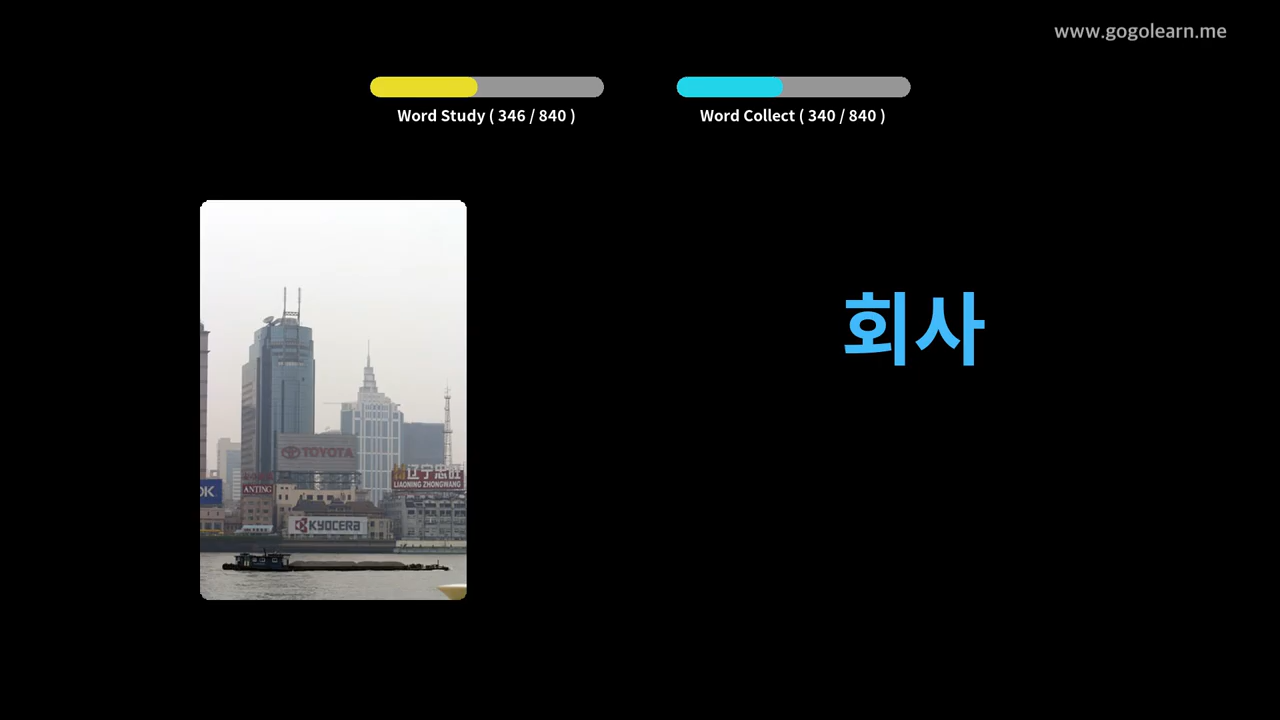 www.gogolearn.me
Word Study ( 346 / 840 )
Word Collect ( 340 / 840 )
회사
TOYOTA
辽宁忠旺
LIAONING ZHONGWANG
ANTING
OK
KYOCERA